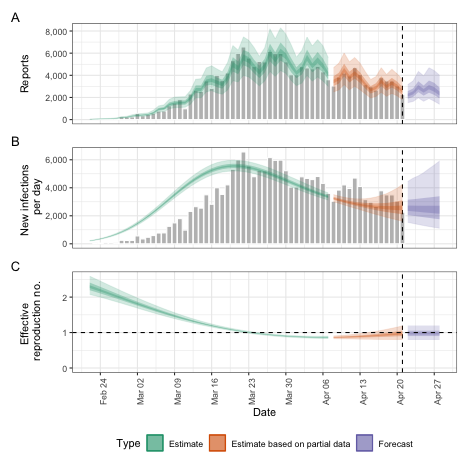 A
Reports
8,000
6,000
4,000
2,000
0
B
New infections
per day
6,000
4,000
2,000
0
C
Effective
reproduction no.
2
1
0
Feb 24
Mar 02
Mar 09
Mar 16
Mar 23
Mar 30
Apr 06
Apr 13
Apr 20
Apr 27
Date
Type Estimate Estimate based on partial data Forecast